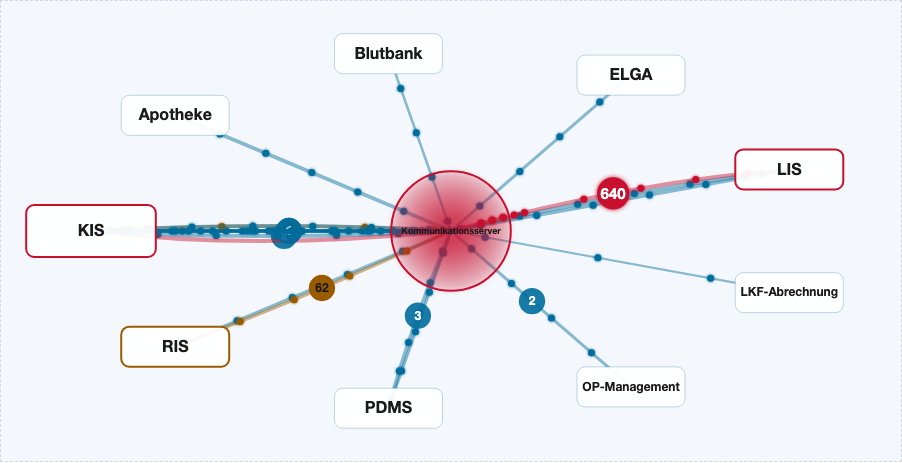 Blutbank
ELGA
Apotheke
LIS
640
KIS
Kommunikationsserver
62
2
3
LKF-Abrechnung
RIS
OP-Management
PDMS